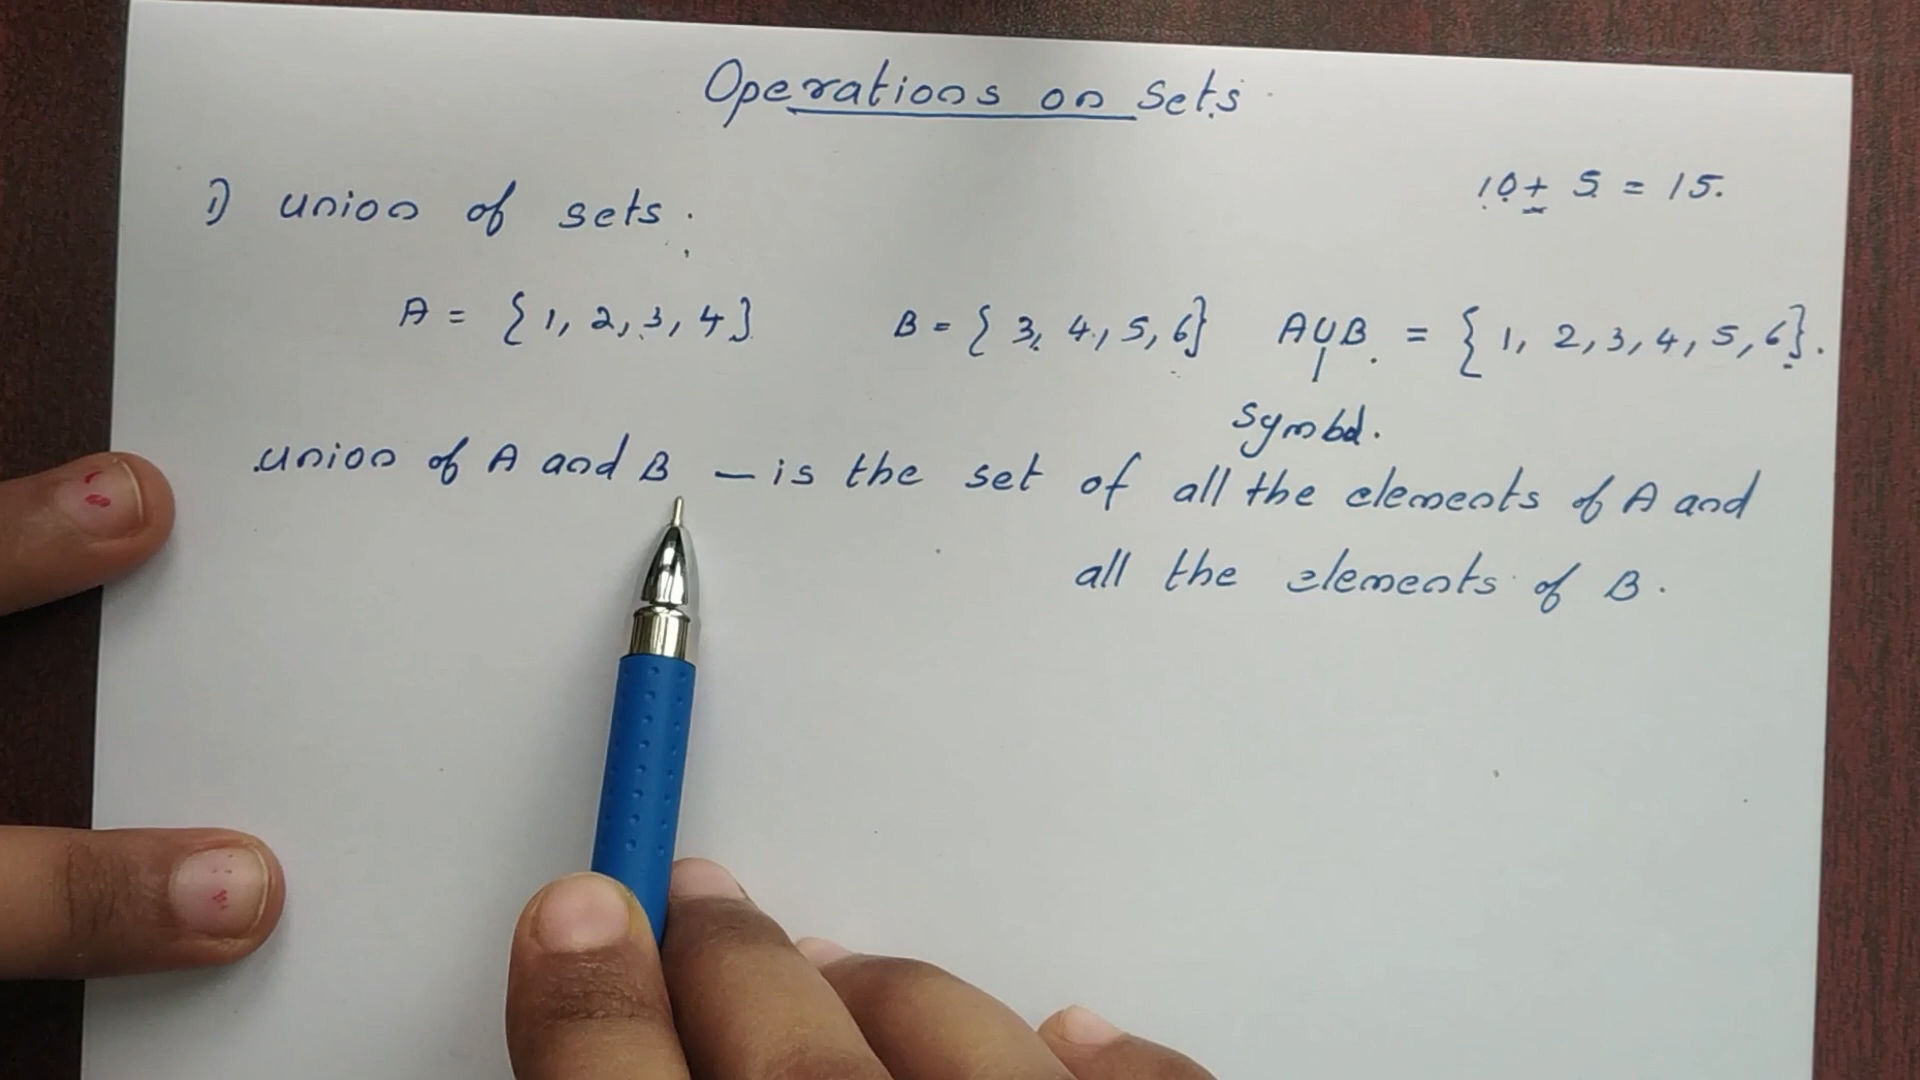 Operations on Sets
10 + 5 = 15.
1) union of sets.
A = {1, 2, 3, 4} B = { 3, 4, 5, 6} AUB = { 1, 2, 3, 4, 5, 6}.
Symbol.
union of A and B — is the set of all the elements of A and
all the elements of B.